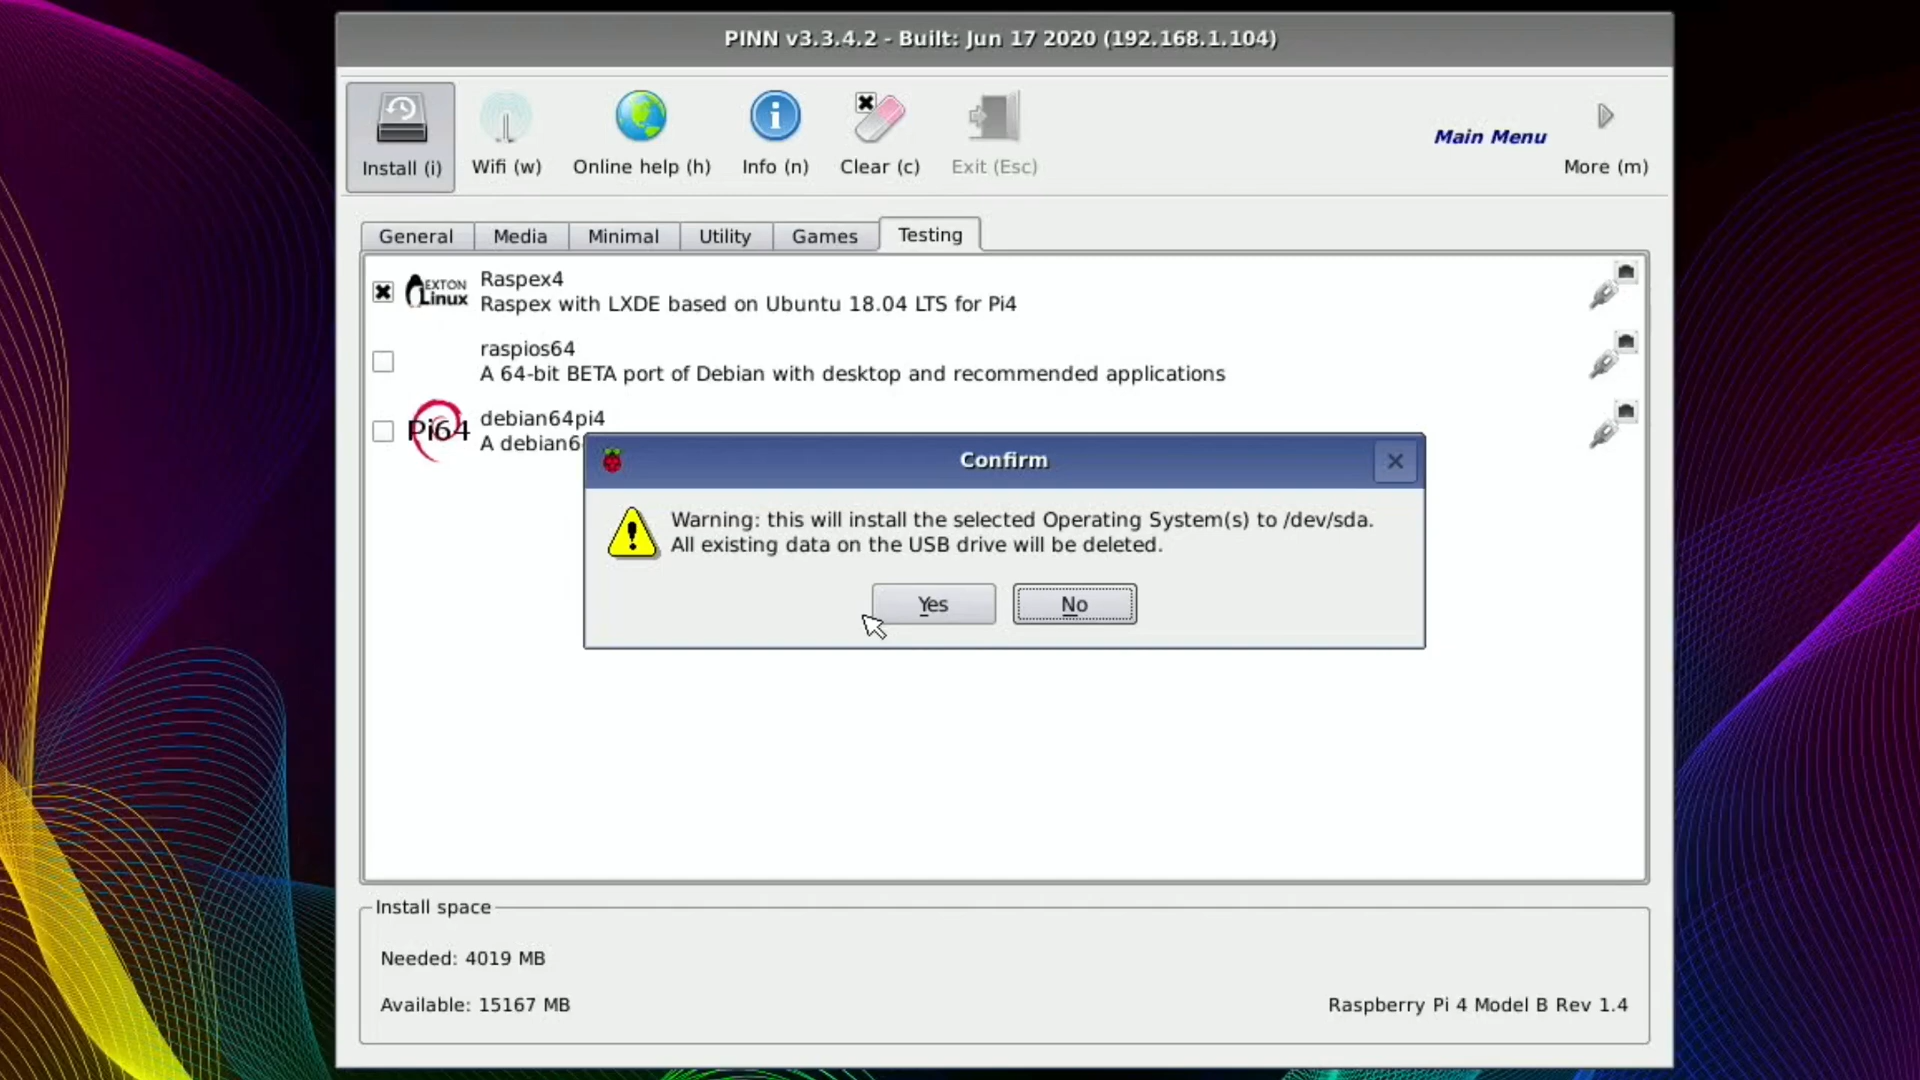 PINN v3.3.4.2 - Built: Jun 17 2020 (192.168.1.104)
Install (i)
Wifi (w)
Online help (h)
Info (n)
Clear (c)
Exit (Esc)
Main Menu
More (m)
General
Media
Minimal
Utility
Games
Testing
EXTON
Linux
Raspex4
Raspex with LXDE based on Ubuntu 18.04 LTS for Pi4
raspios64
A 64-bit BETA port of Debian with desktop and recommended applications
Pi64
debian64pi4
A debian6
Confirm
Warning: this will install the selected Operating System(s) to /dev/sda.
All existing data on the USB drive will be deleted.
Yes
No
Install space
Needed: 4019 MB
Available: 15167 MB
Raspberry Pi 4 Model B Rev 1.4